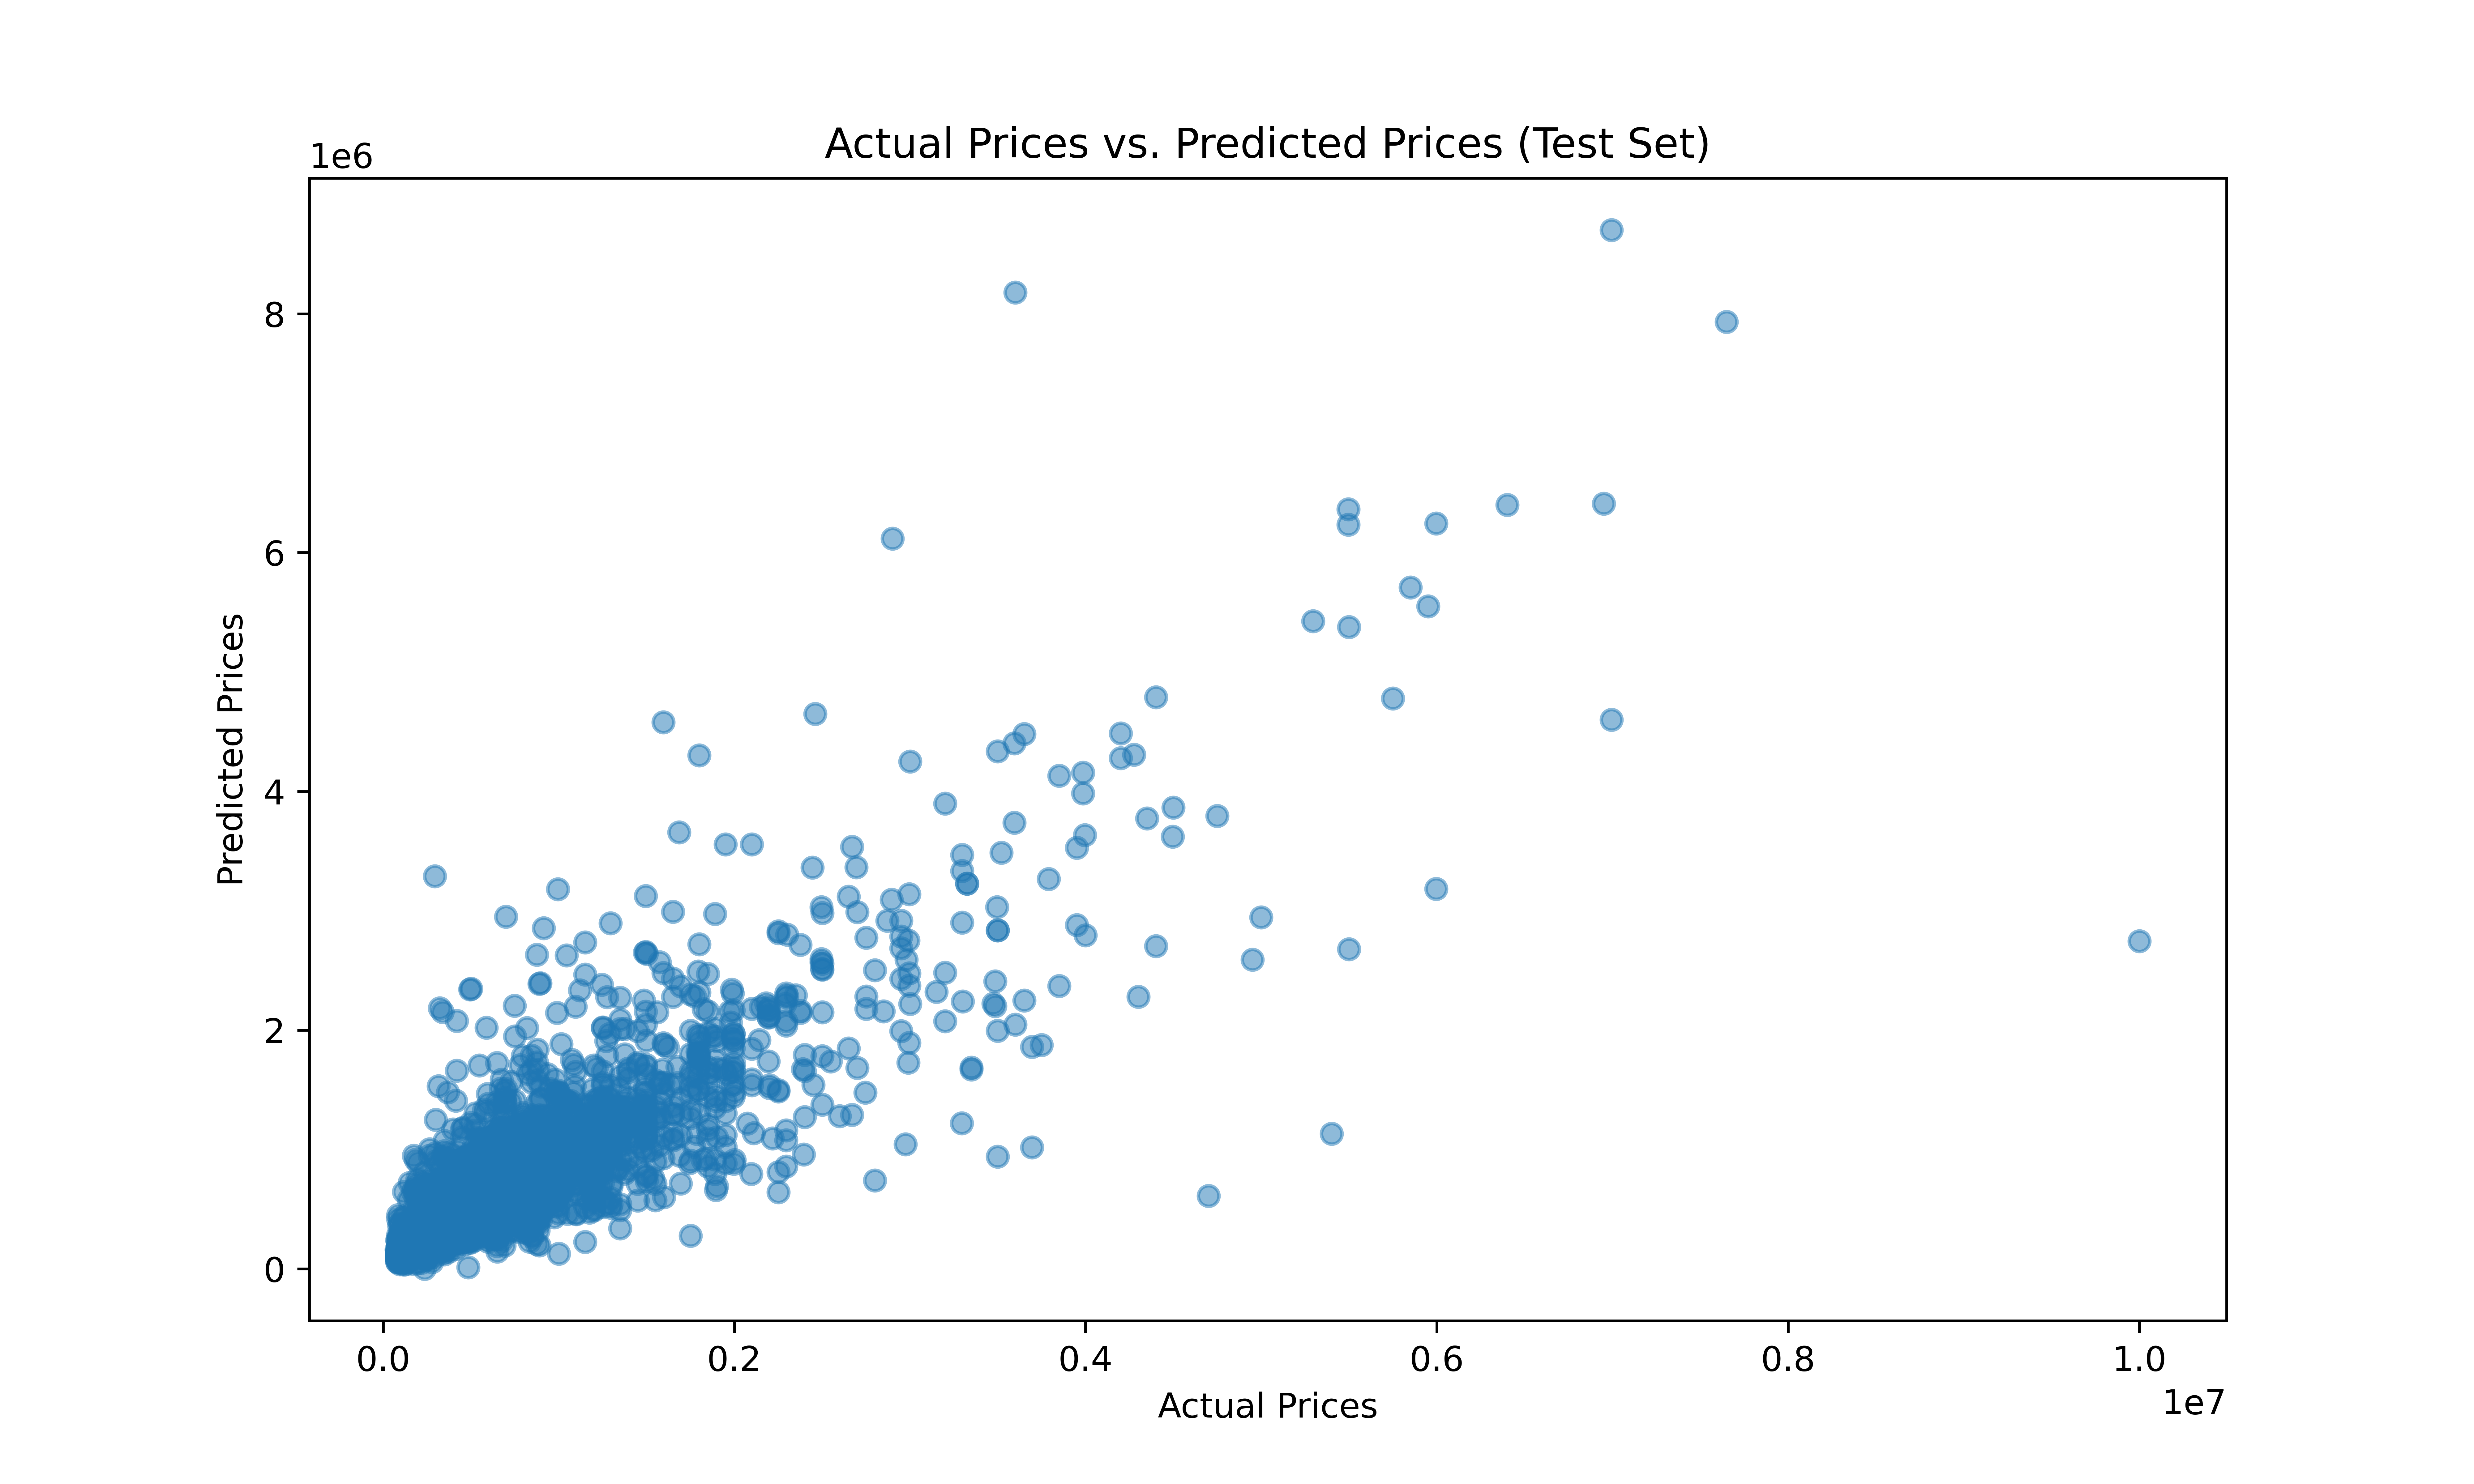 Actual Prices vs. Predicted Prices (Test Set)
1e6
8
6
4
2
0
Predicted Prices
0.0 0.2 0.4 0.6 0.8 1.0
Actual Prices
1e7